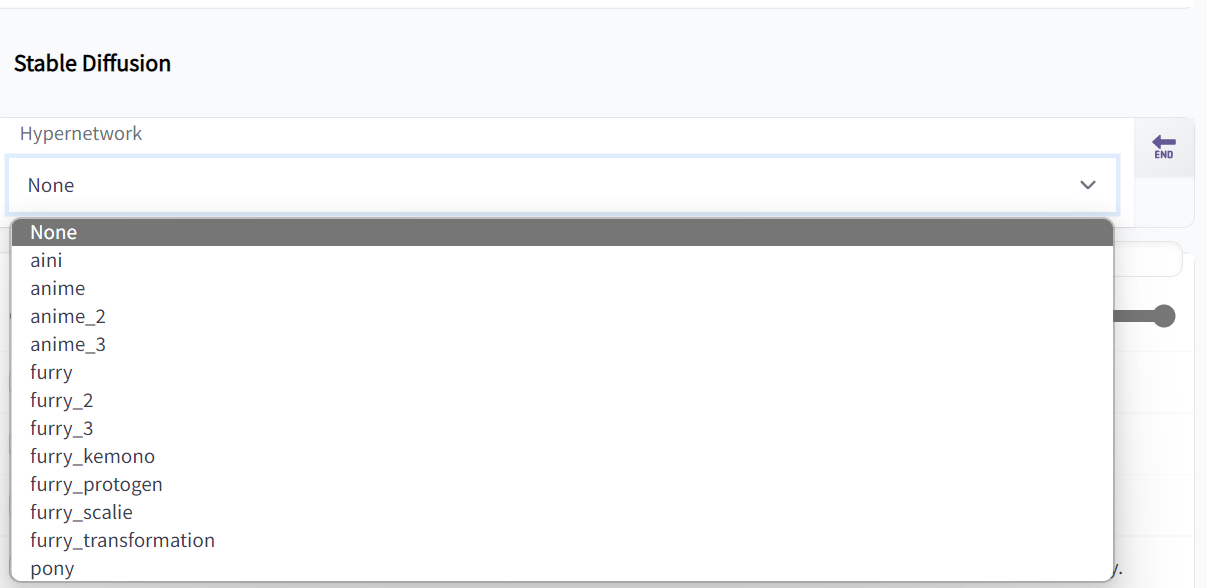 Stable Diffusion
Hypernetwork
END
None
None
aini
anime
anime_2
anime_3
furry
furry_2
furry_3
furry_kemono
furry_protogen
furry_scalie
furry_transformation
pony